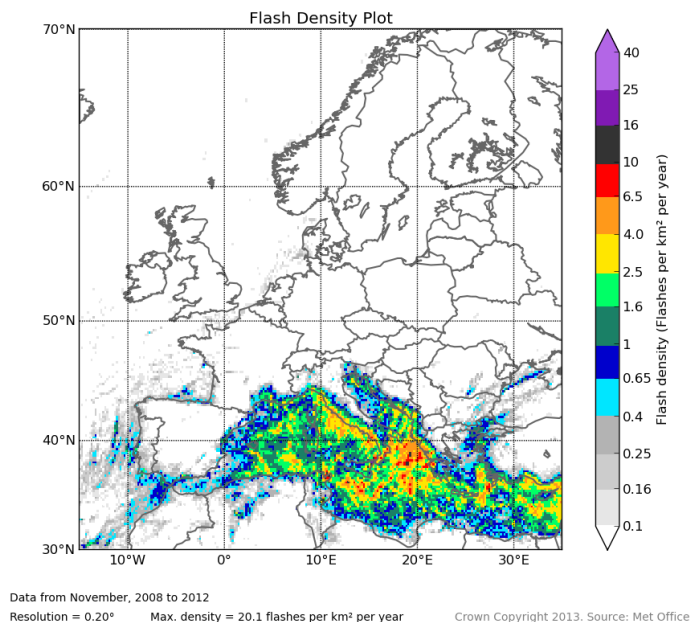 Flash Density Plot
70°N
60°N
50°N
40°N
30°N
10°W
0°
10°E
20°E
30°E
40
25
16
10
6.5
4.0
2.5
1.6
1
0.65
0.4
0.25
0.16
0.1
Flash density (Flashes per km² per year)
Data from November, 2008 to 2012
Resolution = 0.20°
Max. density = 20.1 flashes per km² per year
Crown Copyright 2013. Source: Met Office